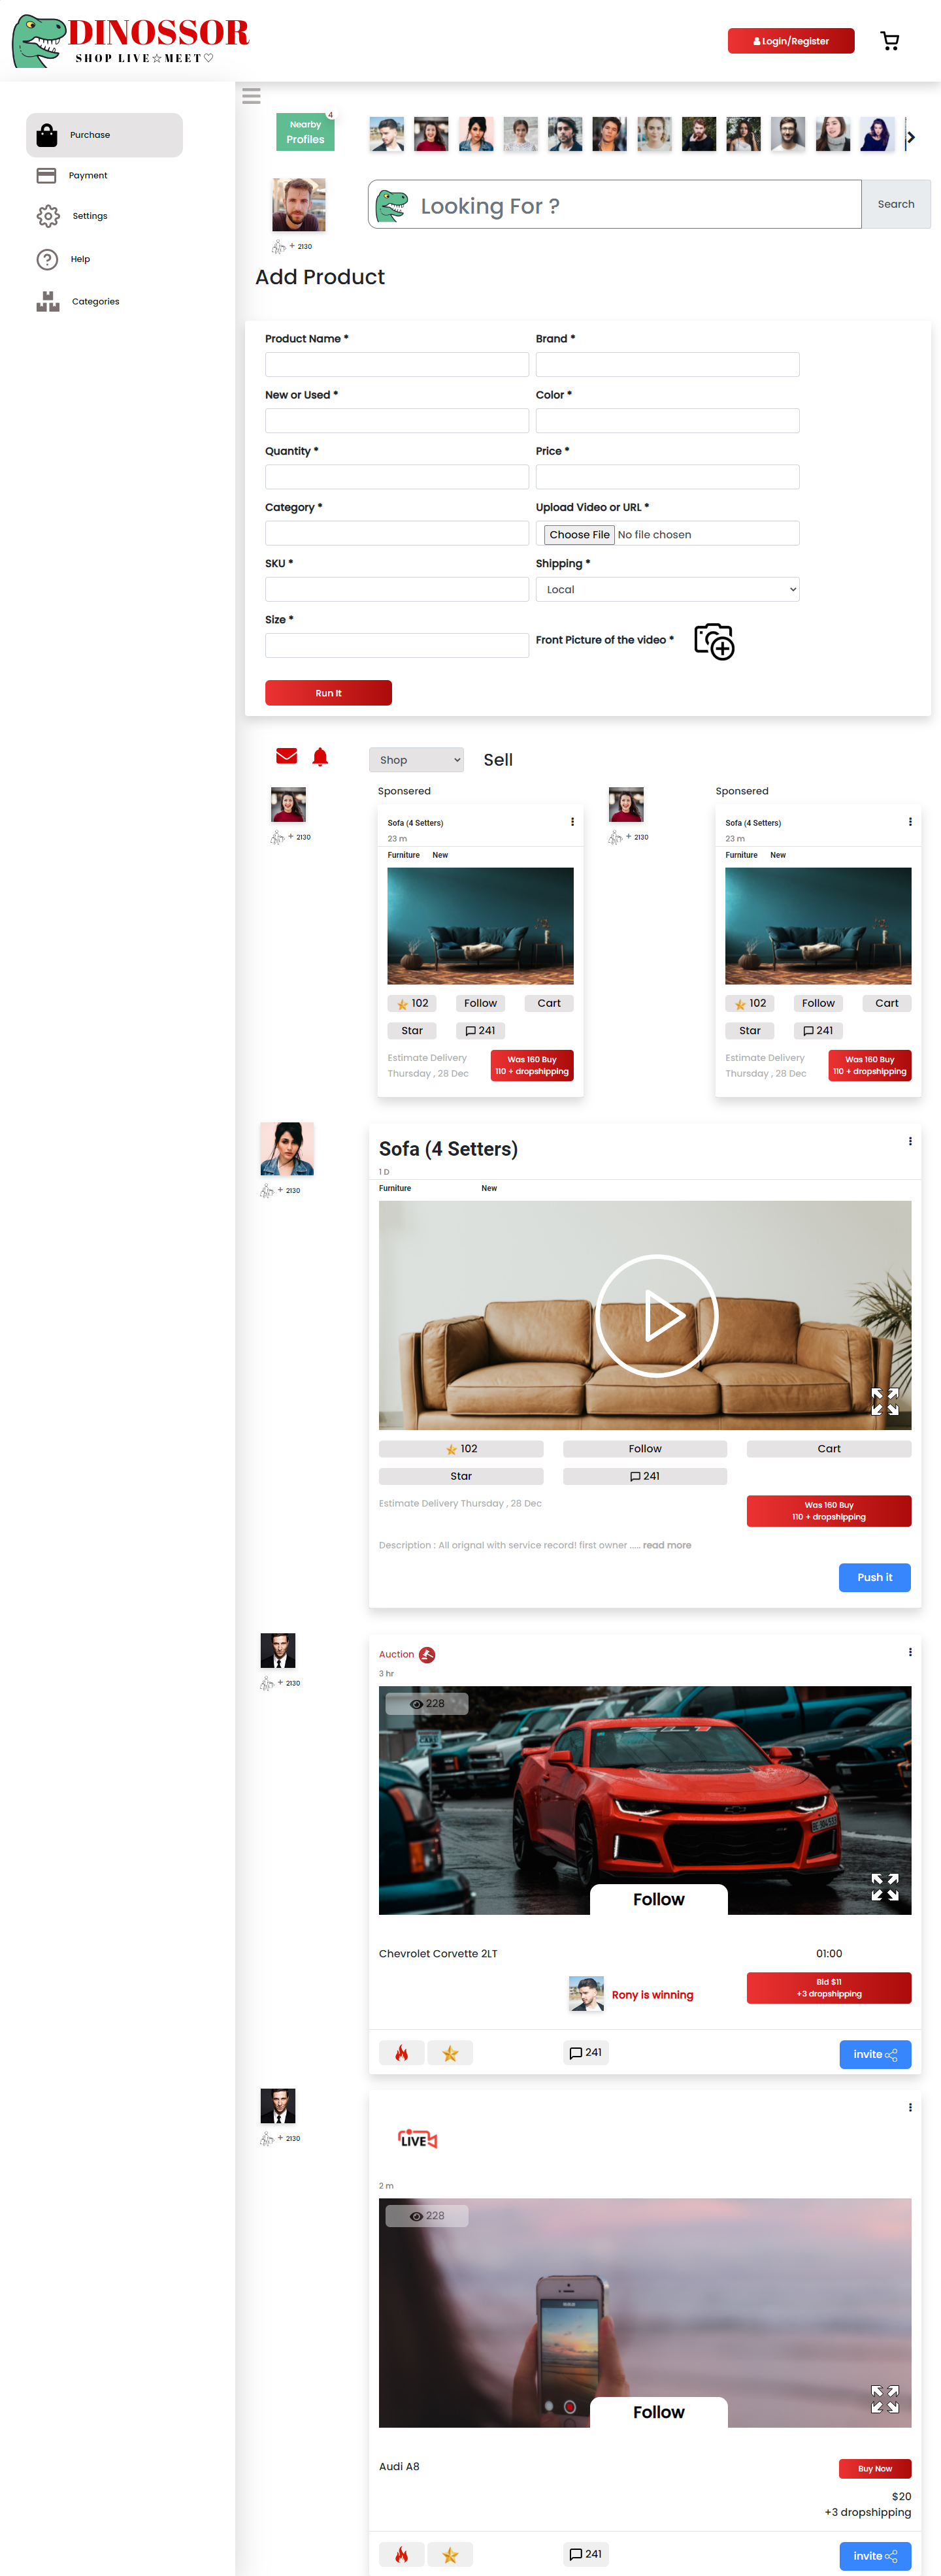 DINOSSOR
SHOP LIVE☆MEET♡
Login/Register
Purchase
Payment
Settings
Help
Categories
4
Nearby
Profiles
Looking For ?
Search
+ 2130
Add Product
Product Name *
Brand *
New or Used *
Color *
Quantity *
Price *
Category *
Upload Video or URL *
Choose File No file chosen
SKU *
Shipping *
Local
Size *
Front Picture of the video *
Run It
Shop
Sell
Sponsered
Sponsered
+ 2130
Sofa (4 Setters)
23 m
Furniture New
102
Follow
Cart
Star
241
Estimate Delivery
Thursday , 28 Dec
Was 160 Buy
110 + dropshipping
+ 2130
Sofa (4 Setters)
23 m
Furniture New
102
Follow
Cart
Star
241
Estimate Delivery
Thursday , 28 Dec
Was 160 Buy
110 + dropshipping
+ 2130
Sofa (4 Setters)
1 D
Furniture New
102
Follow
Cart
Star
241
Estimate Delivery Thursday , 28 Dec
Was 160 Buy
110 + dropshipping
Description : All orignal with service record! first owner ..... read more
Push it
+ 2130
Auction
3 hr
228
ZL1
Follow
Chevrolet Corvette 2LT
01:00
Rony is winning
Bid $11
+3 dropshipping
241
invite
+ 2130
LIVE
2 m
228
Follow
Audi A8
Buy Now
$20
+3 dropshipping
241
invite